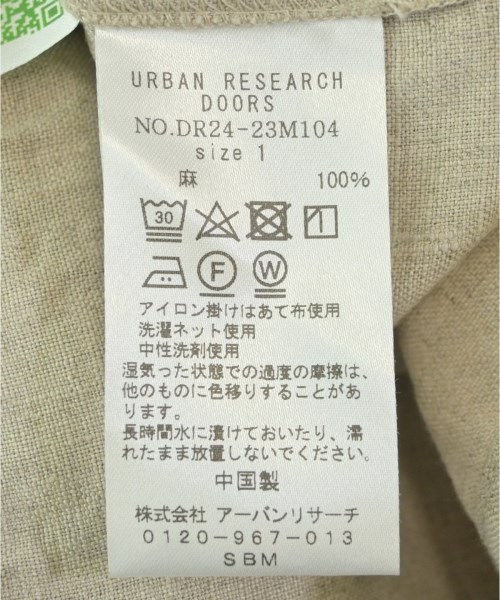 URBAN RESEARCH
DOORS
NO.DR24-23M104
size 1
麻 100%
30
F W
アイロン掛けはあて布使用
洗濯ネット使用
中性洗剤使用
湿気った状態での過度の摩擦は、
他のものに色移りすることがあ
ります。
長時間水に漬けておいたり、濡
れたまま放置しないでください。
中国製
株式会社 アーバンリサーチ
0120-967-013
SBM